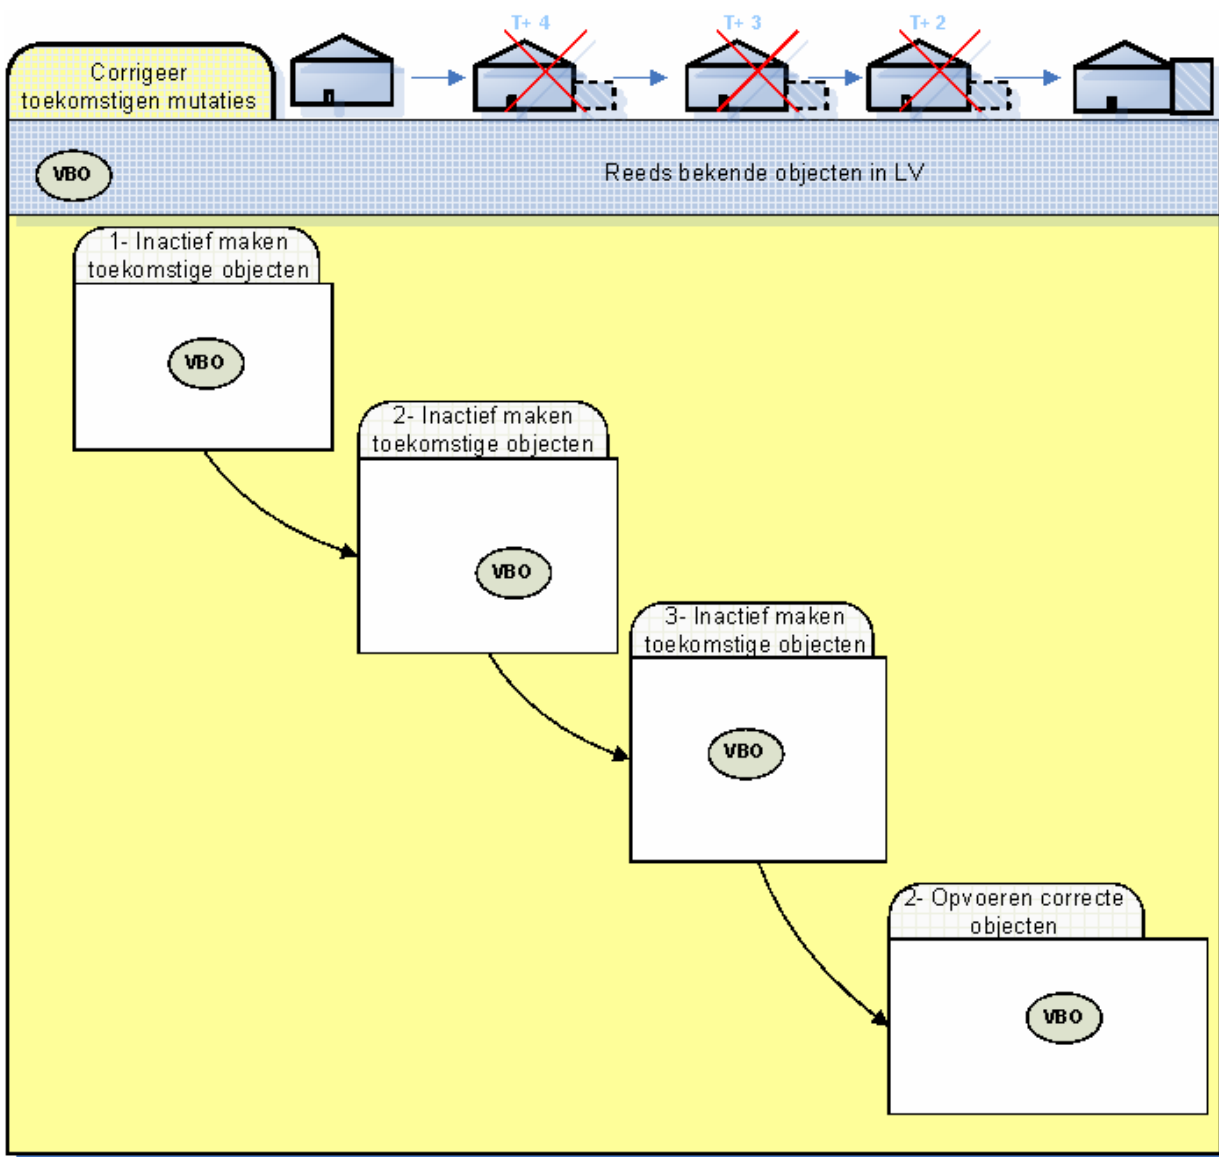 T+ 4
T+ 3
T+ 2
Corrigeer
toekomstigen mutaties
VBO
Reeds bekende objecten in LV
1- Inactief maken
toekomstige objecten
VBO
2- Inactief maken
toekomstige objecten
VBO
3- Inactief maken
toekomstige objecten
VBO
2- Opvoeren correcte
objecten
VBO